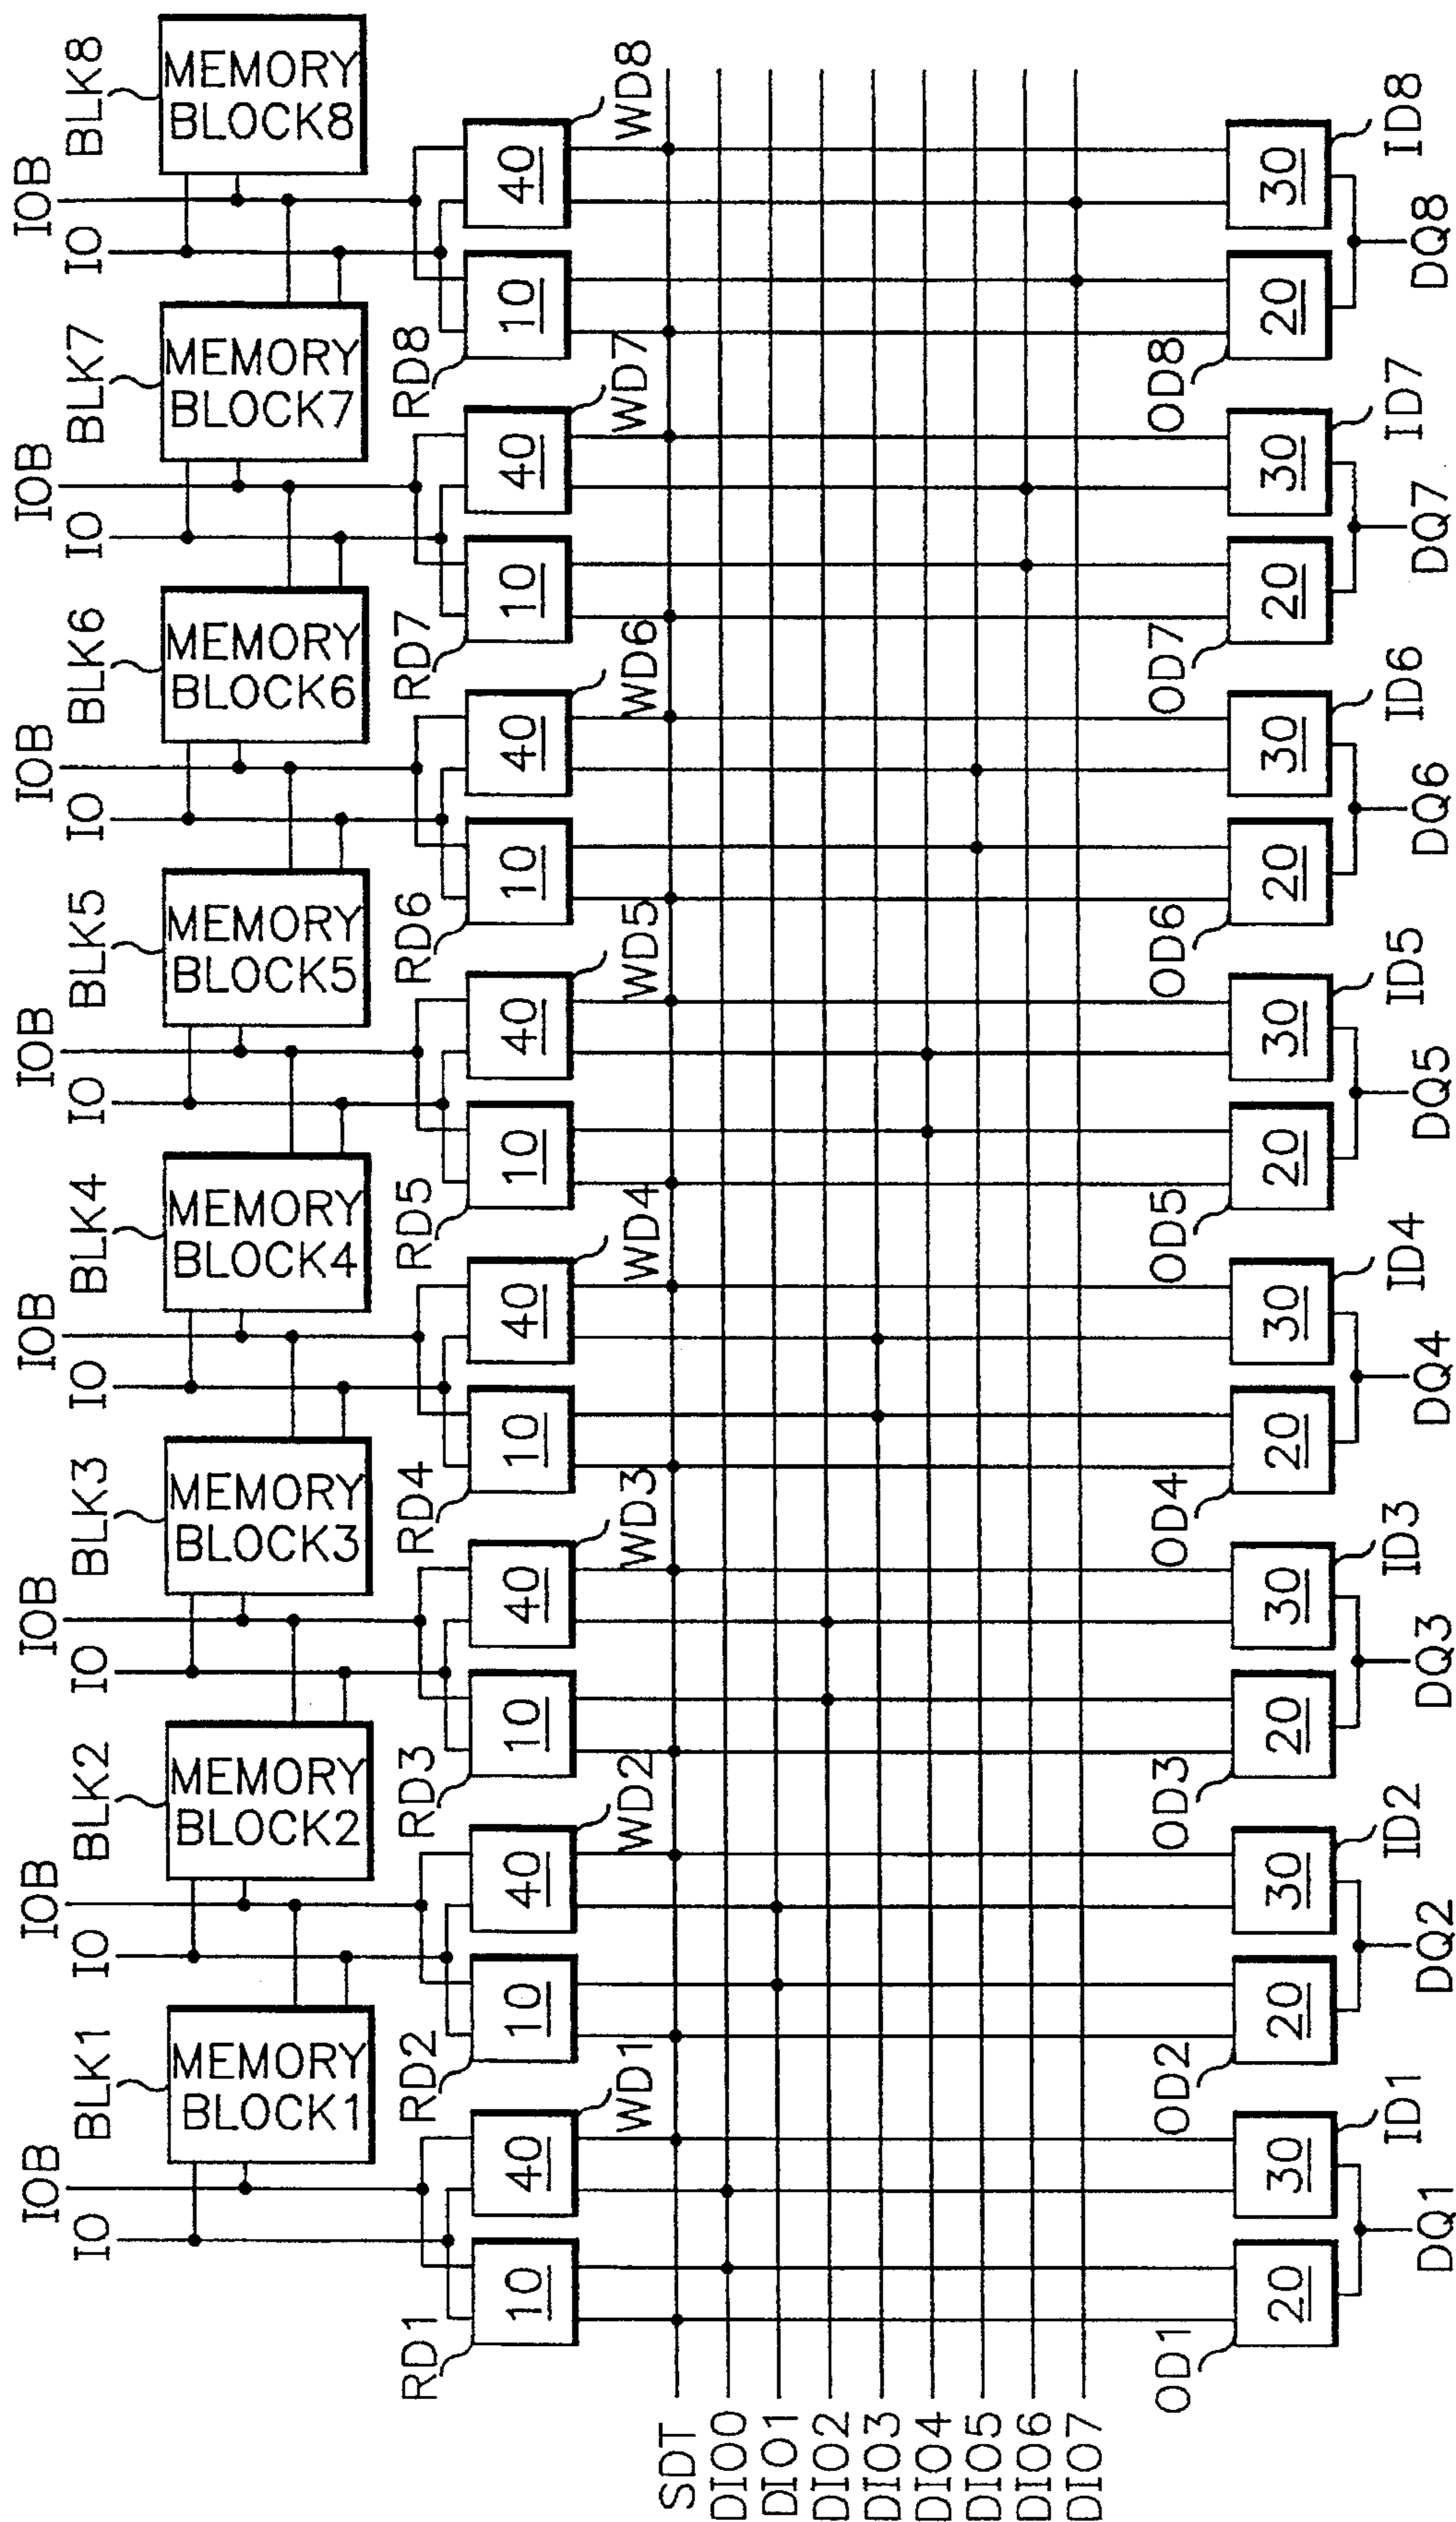 IO
IOB
IO
IOB
IO
IOB
IO
IOB
IO
IOB
IO
IOB
IO
IOB
IO
IOB
BLK1
BLK2
BLK3
BLK4
BLK5
BLK6
BLK7
BLK8
MEMORY
BLOCK1
MEMORY
BLOCK2
MEMORY
BLOCK3
MEMORY
BLOCK4
MEMORY
BLOCK5
MEMORY
BLOCK6
MEMORY
BLOCK7
MEMORY
BLOCK8
RD1
RD2
RD3
RD4
RD5
RD6
RD7
RD8
10
40
10
40
10
40
10
40
10
40
10
40
10
40
10
40
WD1
WD2
WD3
WD4
WD5
WD6
WD7
WD8
SDT
DIO0
DIO1
DIO2
DIO3
DIO4
DIO5
DIO6
DIO7
OD1
OD2
OD3
OD4
OD5
OD6
OD7
OD8
20
30
20
30
20
30
20
30
20
30
20
30
20
30
20
30
ID1
ID2
ID3
ID4
ID5
ID6
ID7
ID8
DQ1
DQ2
DQ3
DQ4
DQ5
DQ6
DQ7
DQ8